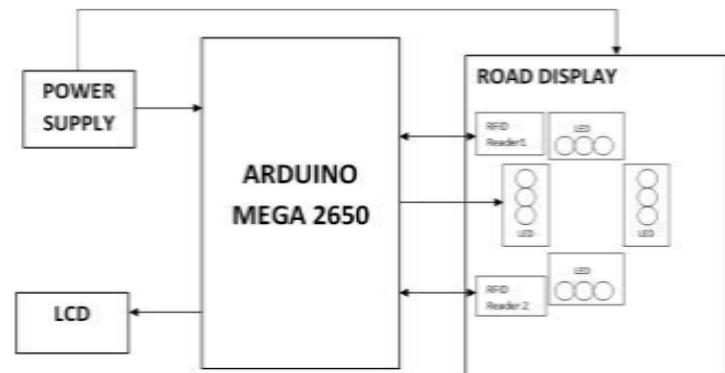 POWER
SUPPLY
ARDUINO
MEGA 2650
LCD
ROAD DISPLAY
RFID
Reader1
LED
LED
LED
RFID
Reader 2
LED